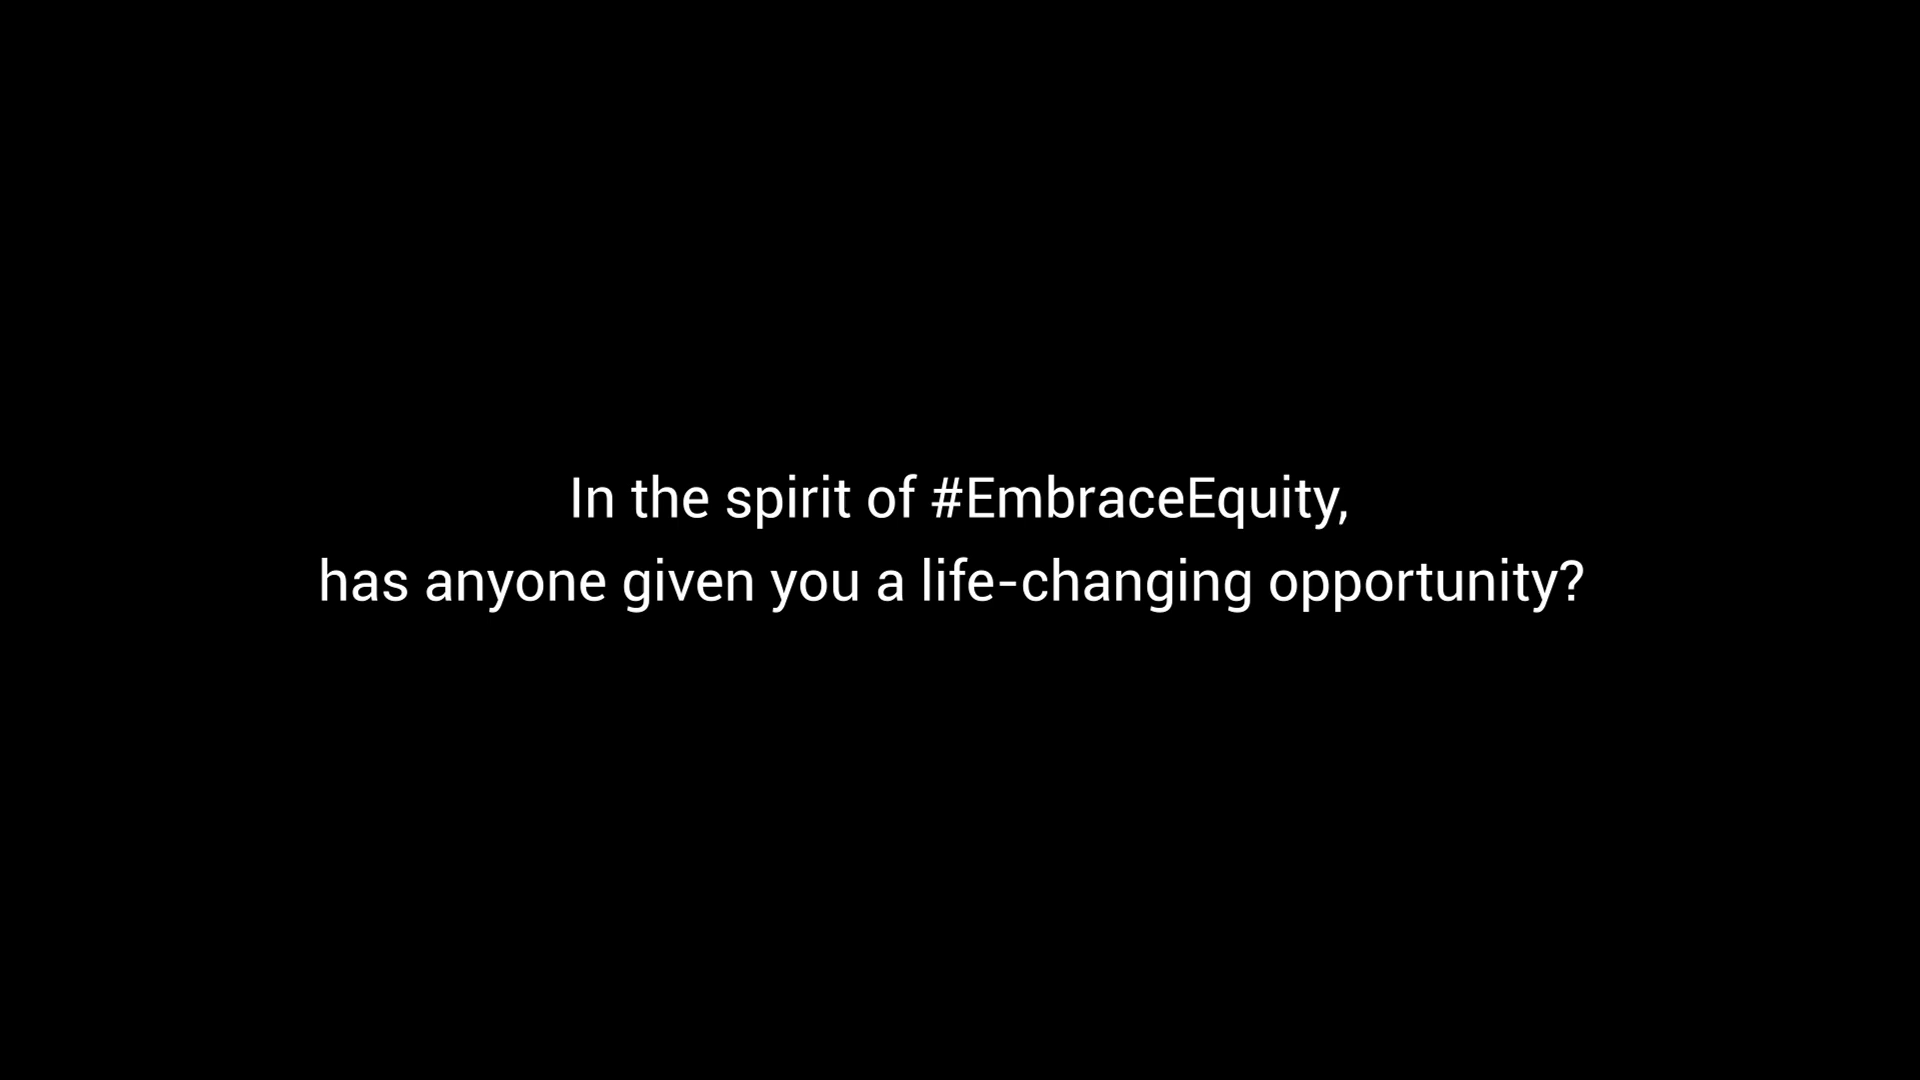 In the spirit of #EmbraceEquity,
has anyone given you a life-changing opportunity?